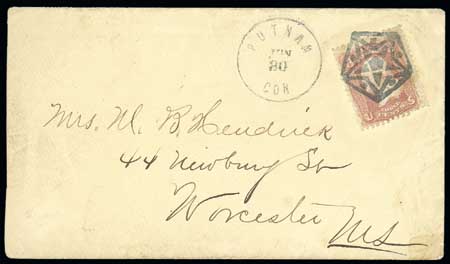 PUTNAM
JUN
30
CON
Mrs. M. B. Hendrick
44 Newbury St
Worcester Ms
U S